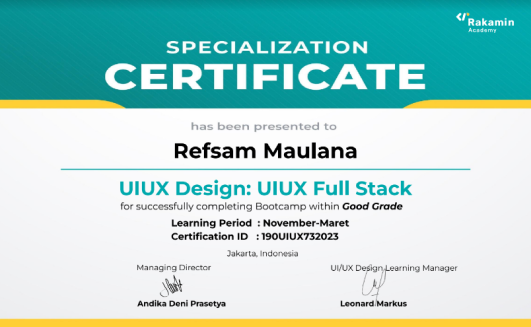 Rakamin
Academy
SPECIALIZATION
CERTIFICATE
has been presented to
Refsam Maulana
UIUX Design: UIUX Full Stack
for successfully completing Bootcamp within Good Grade
Learning Period : November-Maret
Certification ID : 190UIUX732023
Jakarta, Indonesia
Managing Director UI/UX Design Learning Manager
Andika Deni Prasetya Leonard Markus